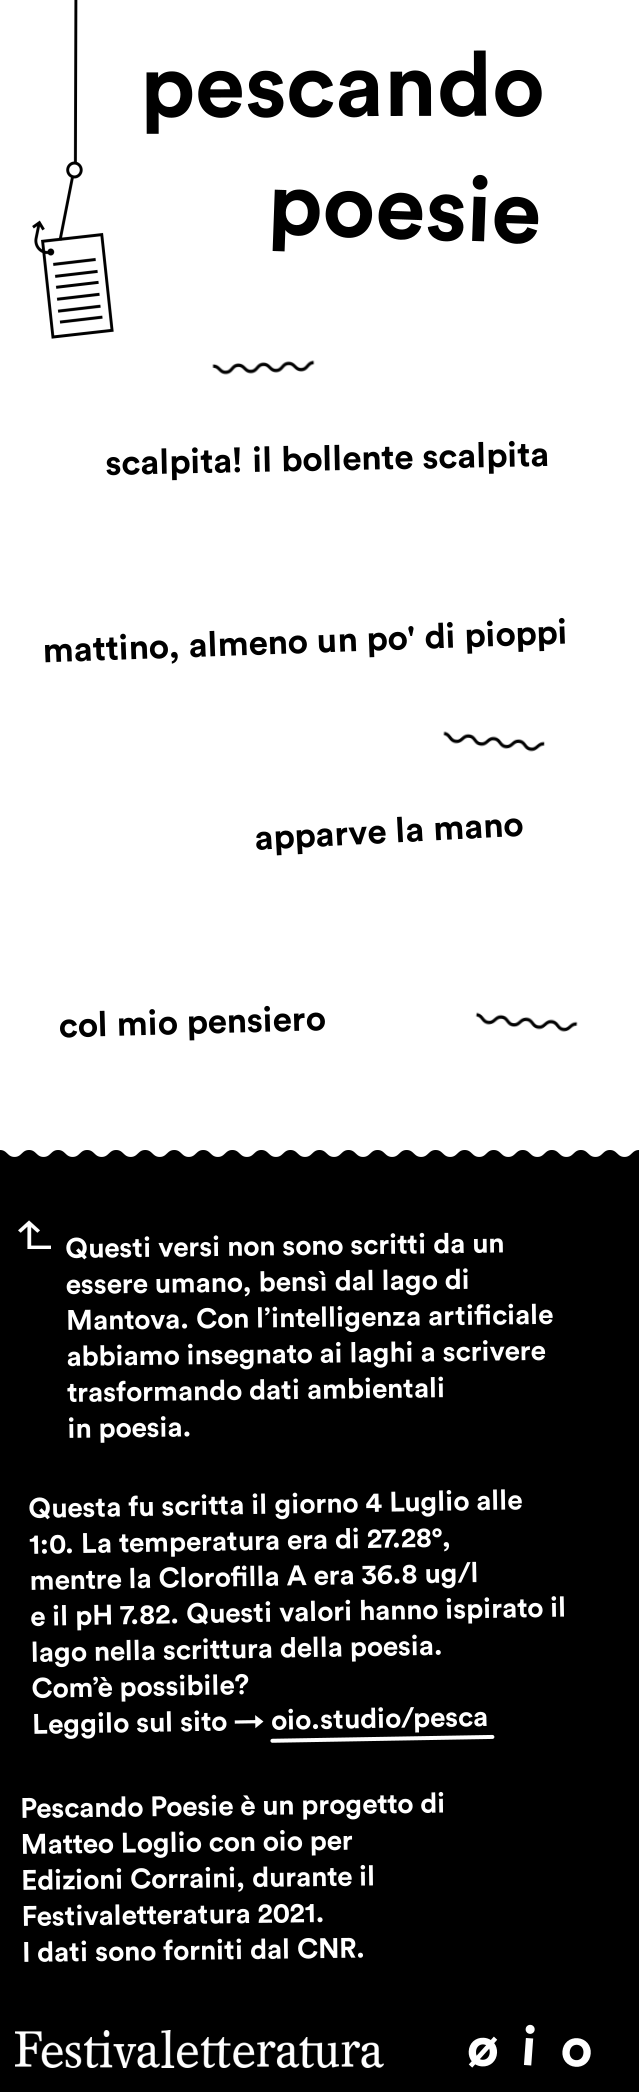 pescando
poesie
scalpita! il bollente scalpita
mattino, almeno un po' di pioppi
apparve la mano
col mio pensiero
Questi versi non sono scritti da un
essere umano, bensì dal lago di
Mantova. Con l’intelligenza artificiale
abbiamo insegnato ai laghi a scrivere
trasformando dati ambientali
in poesia.
Questa fu scritta il giorno 4 Luglio alle
1:0. La temperatura era di 27.28°,
mentre la Clorofilla A era 36.8 ug/l
e il pH 7.82. Questi valori hanno ispirato il
lago nella scrittura della poesia.
Com’è possibile?
Leggilo sul sito → oio.studio/pesca
Pescando Poesie è un progetto di
Matteo Loglio con oio per
Edizioni Corraini, durante il
Festivaletteratura 2021.
I dati sono forniti dal CNR.
Festivaletteratura ø i o